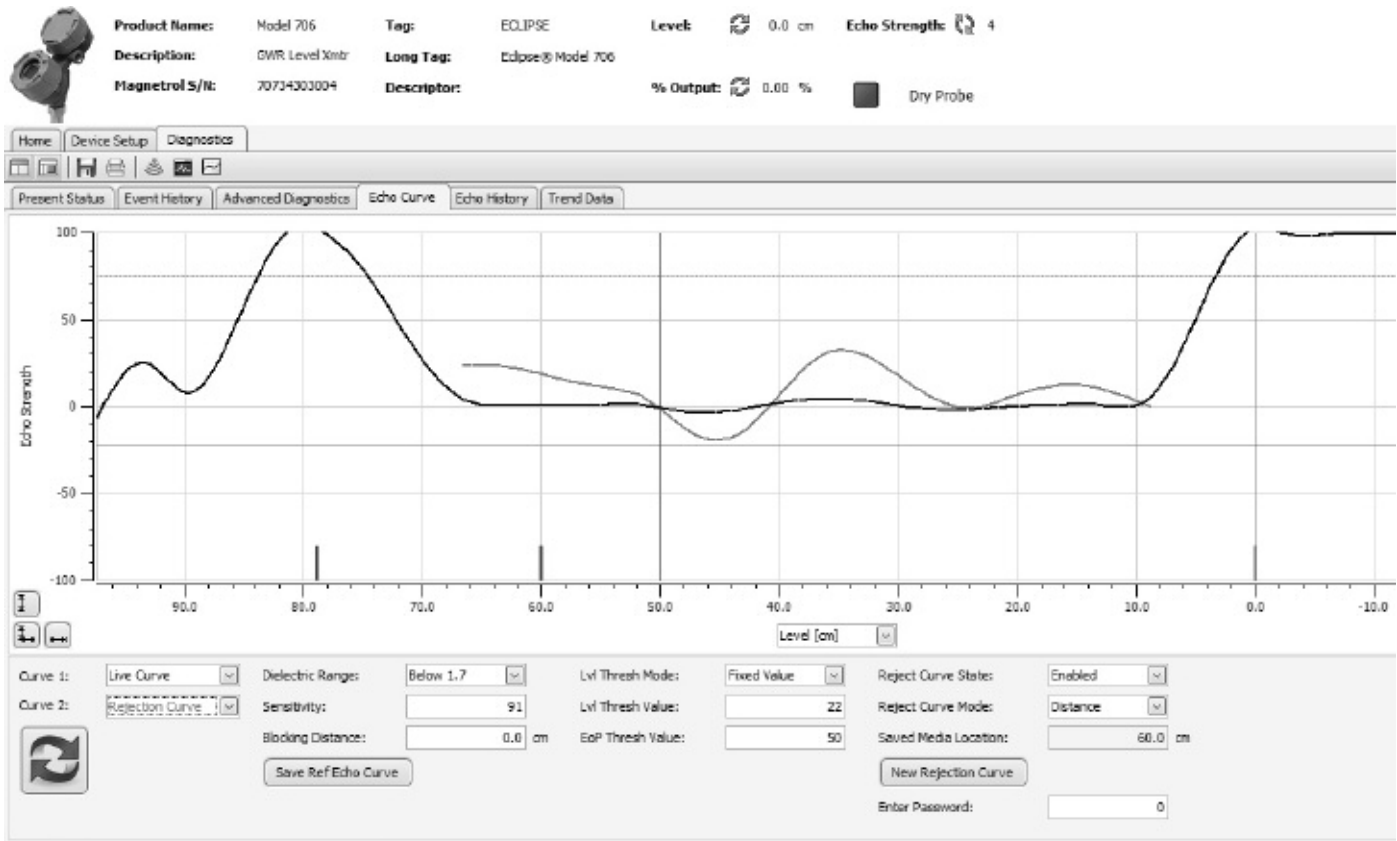 Product Name: Model 706 Tag: ECLIPSE Level: 0.0 cm Echo Strength: 4
Description: GWR Level Xmtr Long Tag: Eclipse® Model 706
Magnetrol S/N: 70734303004 Descriptor: % Output: 0.00 % Dry Probe
Home Device Setup Diagnostics
Present Status Event History Advanced Diagnostics Echo Curve Echo History Trend Data
100
50
0
-50
-100
Echo Strength
90.0 80.0 70.0 60.0 50.0 40.0 30.0 20.0 10.0 0.0 -10.0
Level [cm]
Curve 1: Live Curve Dielectric Range: Below 1.7 Lvl Thresh Mode: Fixed Value Reject Curve State: Enabled
Curve 2: Rejection Curve Sensitivity: 91 Lvl Thresh Value: 22 Reject Curve Mode: Distance
Blocking Distance: 0.0 cm EoP Thresh Value: 50 Saved Media Location: 60.0 cm
Save Ref Echo Curve New Rejection Curve
Enter Password: 0